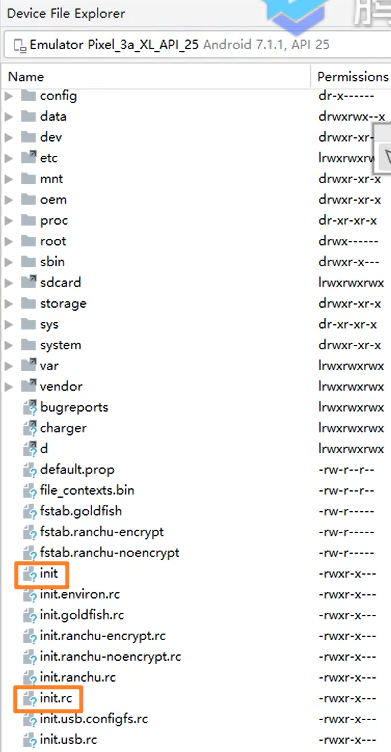 Device File Explorer
Emulator Pixel_3a_XL_API_25 Android 7.1.1, API 25
Name Permissions
config dr-x------
data drwxrwx--x
dev drwxr-xr-
etc lrwxrwxrw
mnt drwxr-xr-x
oem drwxr-xr-x
proc dr-xr-xr-x
root drwx------
sbin drwxr-x---
sdcard lrwxrwxrwx
storage drwxr-xr-x
sys dr-xr-xr-x
system drwxr-xr-x
var lrwxrwxrwx
vendor lrwxrwxrwx
bugreports lrwxrwxrwx
charger lrwxrwxrwx
d lrwxrwxrwx
default.prop -rw-r--r--
file_contexts.bin -rw-r--r--
fstab.goldfish -rw-r-----
fstab.ranchu-encrypt -rw-r-----
fstab.ranchu-noencrypt -rw-r-----
init -rwxr-x---
init.environ.rc -rwxr-x---
init.goldfish.rc -rwxr-x---
init.ranchu-encrypt.rc -rwxr-x---
init.ranchu-noencrypt.rc -rwxr-x---
init.ranchu.rc -rwxr-x---
init.rc -rwxr-x---
init.usb.configfs.rc -rwxr-x---
init.usb.rc -rwxr-x---